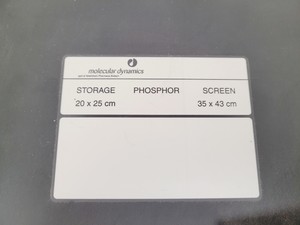 molecular dynamics
STORAGE PHOSPHOR SCREEN
20 x 25 cm 35 x 43 cm